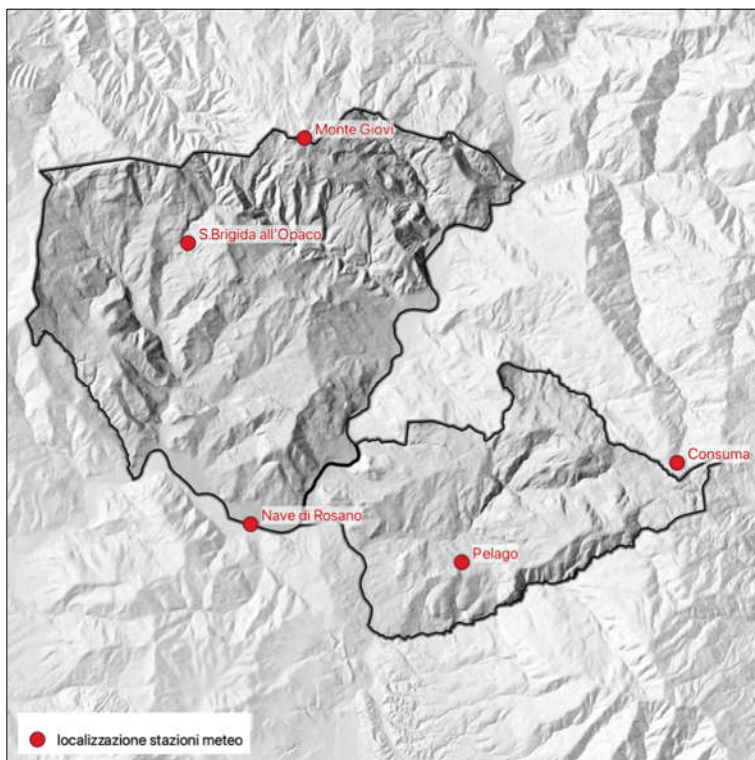 Monte Giovi
S.Brigida all'Opaco
Consuma
Nave di Rosano
Pelago
localizzazione stazioni meteo